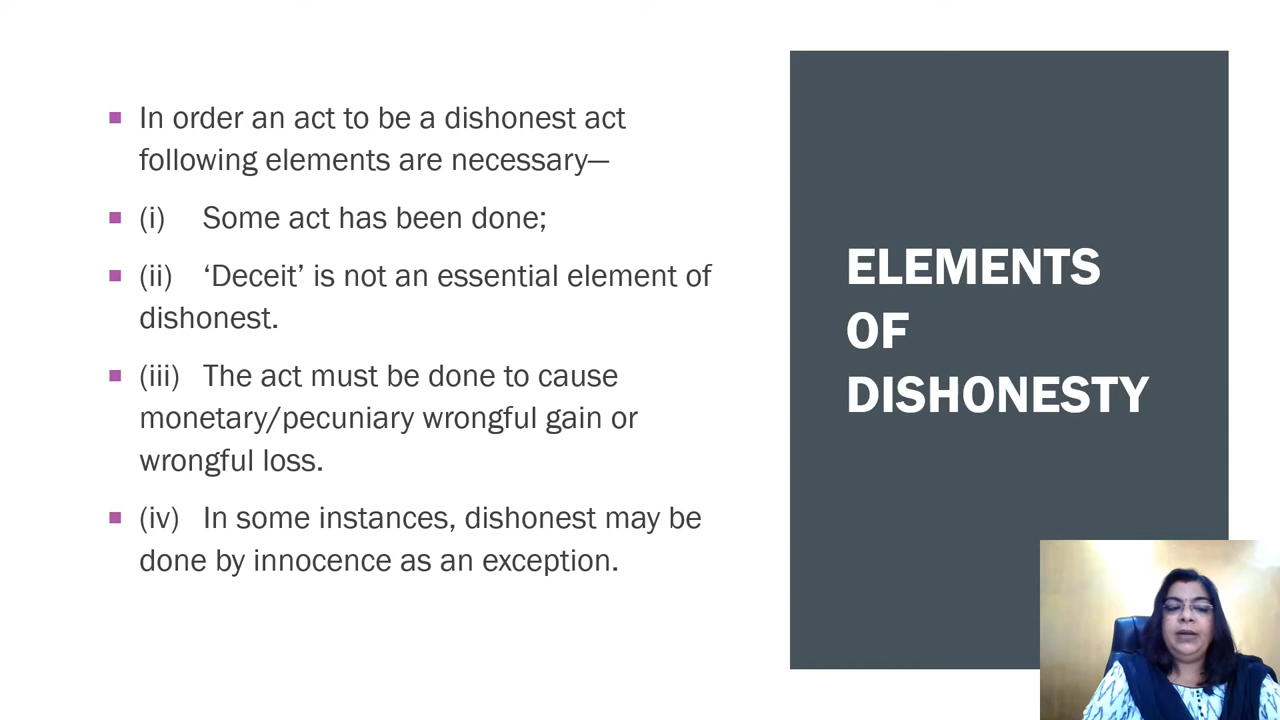 In order an act to be a dishonest act
following elements are necessary—
(i) Some act has been done;
(ii) ‘Deceit’ is not an essential element of
dishonest.
(iii) The act must be done to cause
monetary/pecuniary wrongful gain or
wrongful loss.
(iv) In some instances, dishonest may be
done by innocence as an exception.
ELEMENTS
OF
DISHONESTY